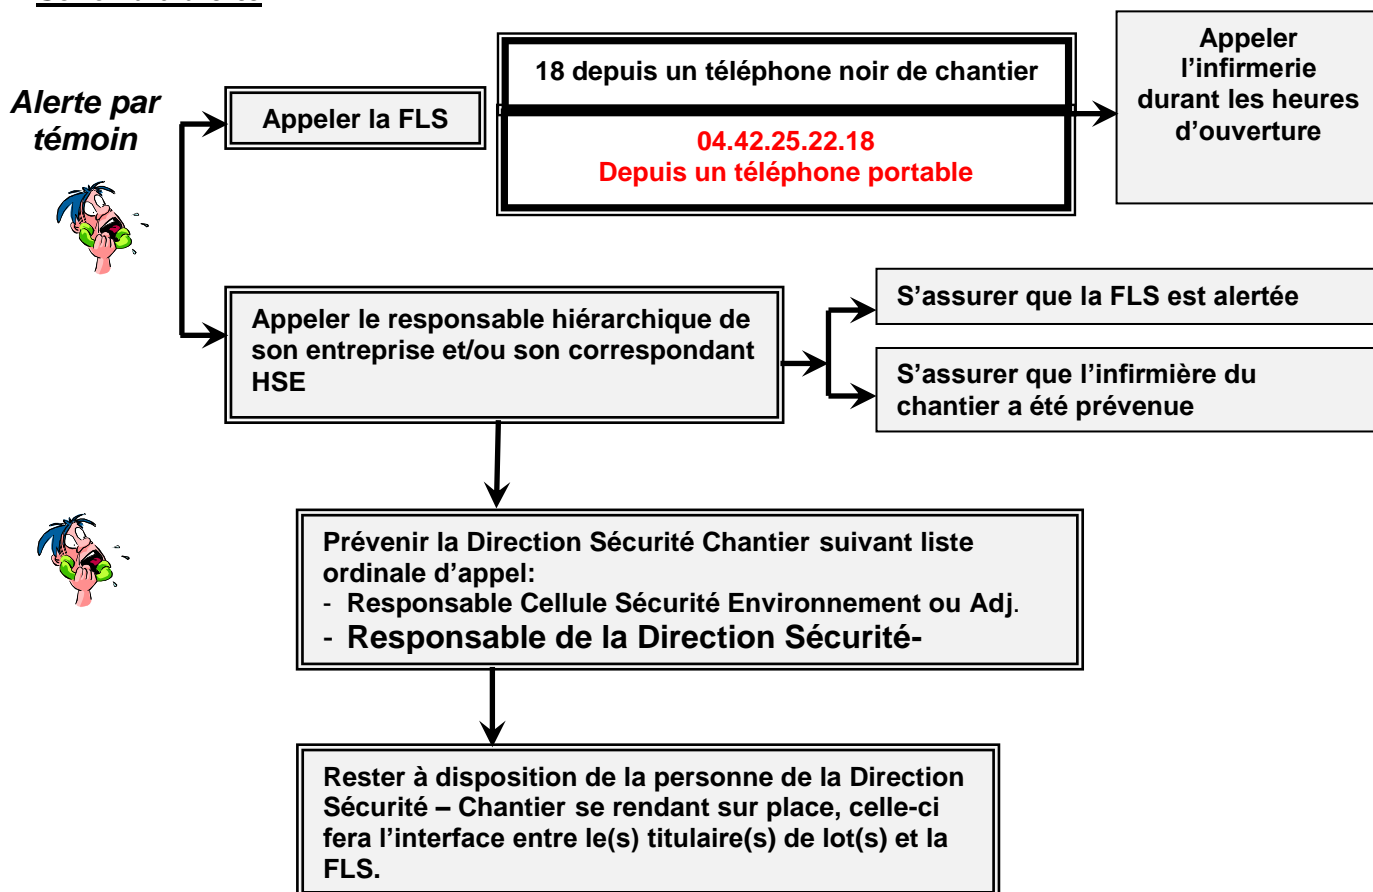 Alerte par
témoin
Appeler la FLS
18 depuis un téléphone noir de chantier
04.42.25.22.18
Depuis un téléphone portable
Appeler
l’infirmerie
durant les heures
d’ouverture
Appeler le responsable hiérarchique de
son entreprise et/ou son correspondant
HSE
S’assurer que la FLS est alertée
S’assurer que l’infirmière du
chantier a été prévenue
Prévenir la Direction Sécurité Chantier suivant liste
ordinale d’appel:
- Responsable Cellule Sécurité Environnement ou Adj.
- Responsable de la Direction Sécurité-
Rester à disposition de la personne de la Direction
Sécurité – Chantier se rendant sur place, celle-ci
fera l’interface entre le(s) titulaire(s) de lot(s) et la
FLS.